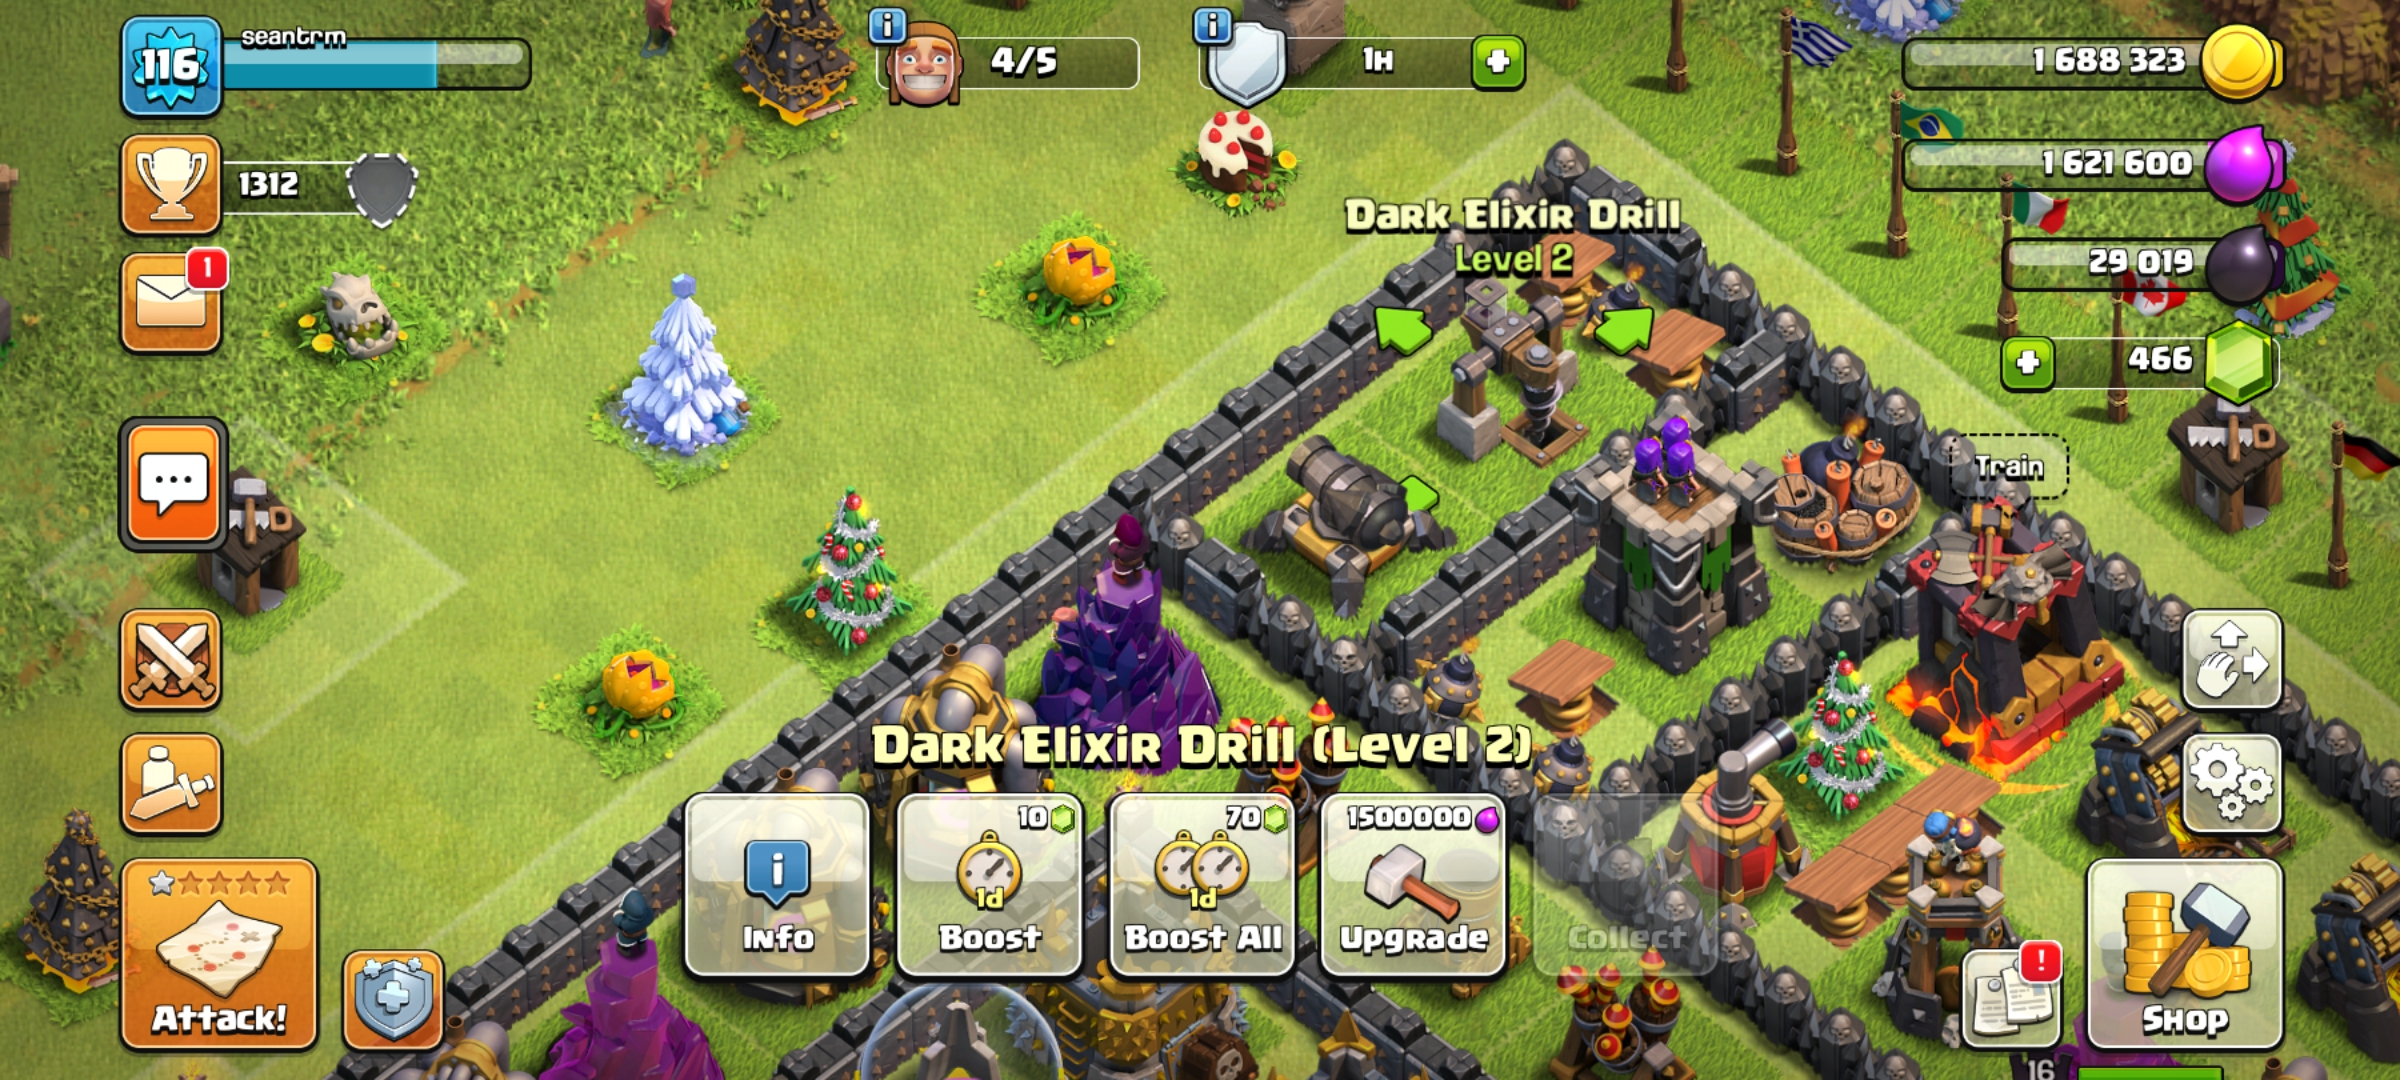 116
seantrm
4/5
1H
1 688 323
1312
1 621 600
1
Dark Elixir Drill
Level 2
29 019
466
Train
Dark Elixir Drill (Level 2)
Info
10
1d
Boost
70
1d
Boost All
1500000
Upgrade
Collect
Attack!
!
Shop
16